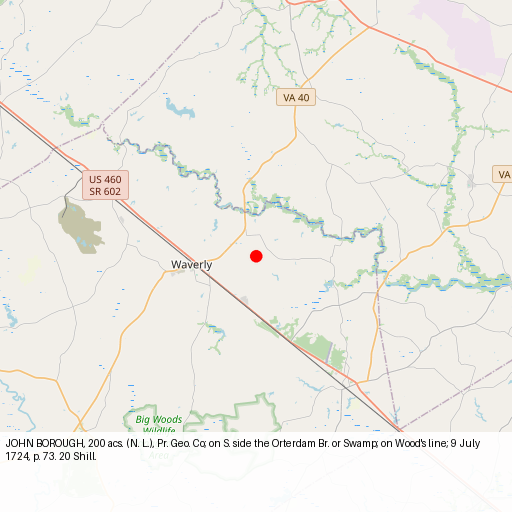 VA 40
US 460
SR 602
VA
Waverly
Big Woods
Wildlife
Area
JOHN BOROUGH, 200 acs. (N. L.), Pr. Geo. Co; on S. side the Orterdam Br. or Swamp; on Wood's line; 9 July
1724, p. 73. 20 Shill.